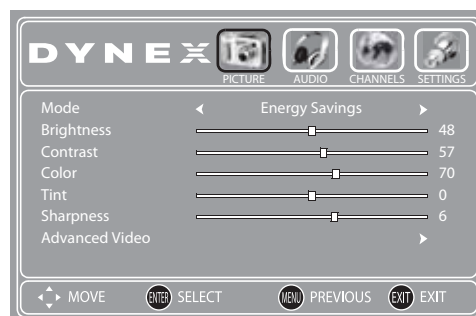 DYNEX
PICTURE AUDIO CHANNELS SETTINGS
Mode Energy Savings
Brightness 48
Contrast 57
Color 70
Tint 0
Sharpness 6
Advanced Video
MOVE ENTER SELECT MENU PREVIOUS EXIT EXIT